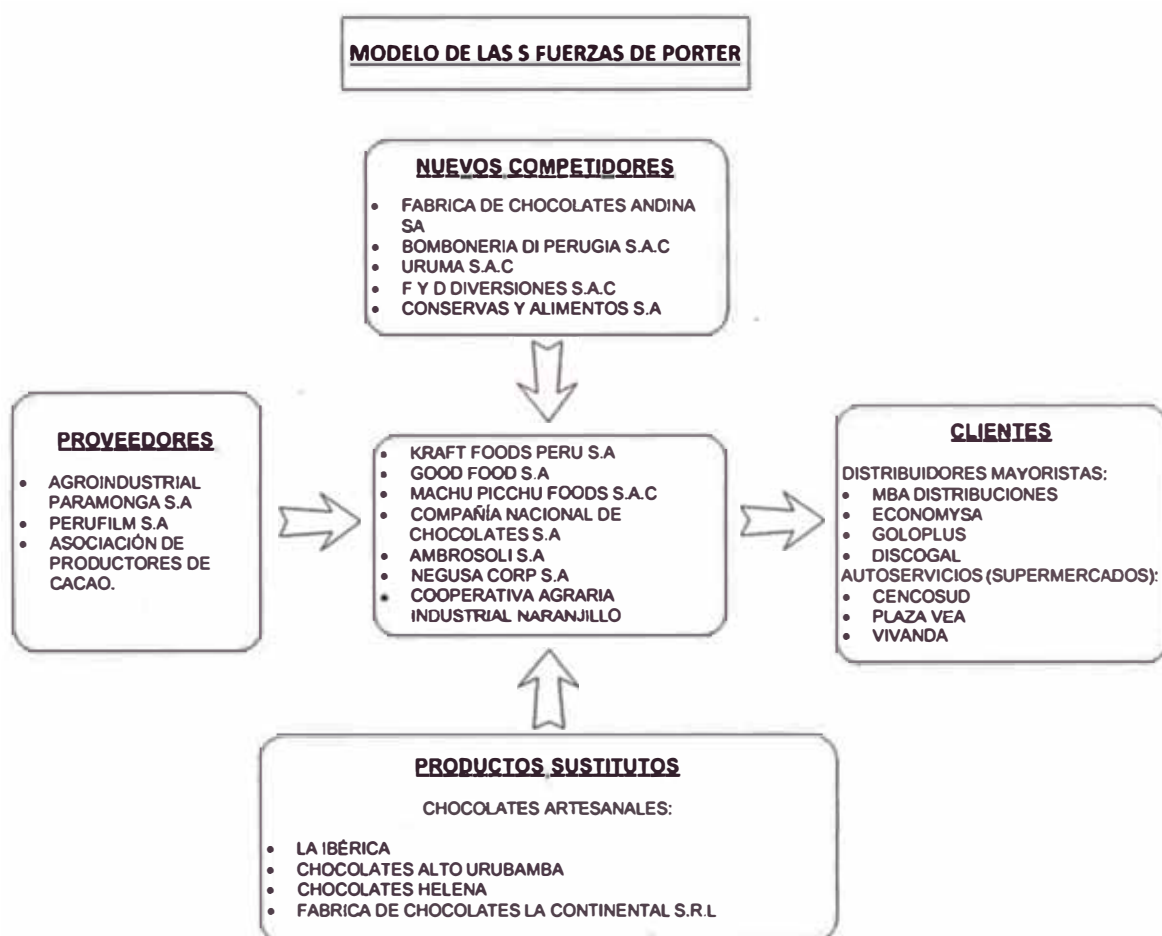 MODELO DE LAS S FUERZAS DE PORTER
NUEVOS COMPETIDORES
• FABRICA DE CHOCOLATES ANDINA
SA
• BOMBONERIA DI PERUGIA S.A.C
• URUMA S.A.C
• F Y D DIVERSIONES S.A.C
• CONSERVAS Y ALIMENTOS S.A
PROVEEDORES
• AGROINDUSTRIAL
PARAMONGA S.A
• PERUFILM S.A
• ASOCIACIÓN DE
PRODUCTORES DE
CACAO.
• KRAFT FOODS PERU S.A
• GOOD FOOD S.A
• MACHU PICCHU FOODS S.A.C
• COMPAÑÍA NACIONAL DE
CHOCOLATES S.A
• AMBROSOLI S.A
• NEGUSA CORP S.A
• COOPERATIVA AGRARIA
INDUSTRIAL NARANJILLO
CLIENTES
DISTRIBUIDORES MAYORISTAS:
• MBA DISTRIBUCIONES
• ECONOMYSA
• GOLOPLUS
• DISCOGAL
AUTOSERVICIOS (SUPERMERCADOS):
• CENCOSUD
• PLAZA VEA
• VIVANDA
PRODUCTOS SUSTITUTOS
CHOCOLATES ARTESANALES:
• LA IBÉRICA
• CHOCOLATES ALTO URUBAMBA
• CHOCOLATES HELENA
• FABRICA DE CHOCOLATES LA CONTINENTAL S.R.L